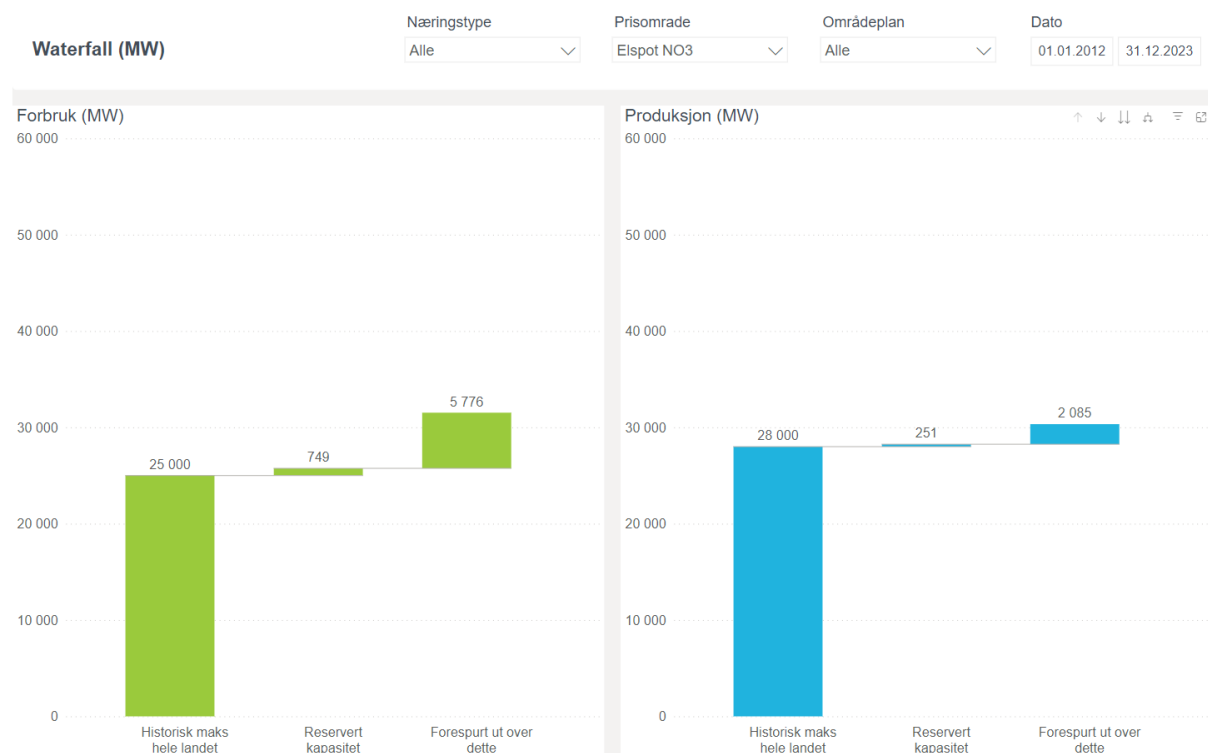 Waterfall (MW)
Næringstype
Alle
Prisomrade
Elspot NO3
Områdeplan
Alle
Dato
01.01.2012
31.12.2023
Forbruk (MW)
60 000
50 000
40 000
30 000
20 000
10 000
0
25 000
749
5 776
Historisk maks
hele landet
Reservert
kapasitet
Forespurt ut over
dette
Produksjon (MW)
60 000
50 000
40 000
30 000
20 000
10 000
0
28 000
251
2 085
Historisk maks
hele landet
Reservert
kapasitet
Forespurt ut over
dette